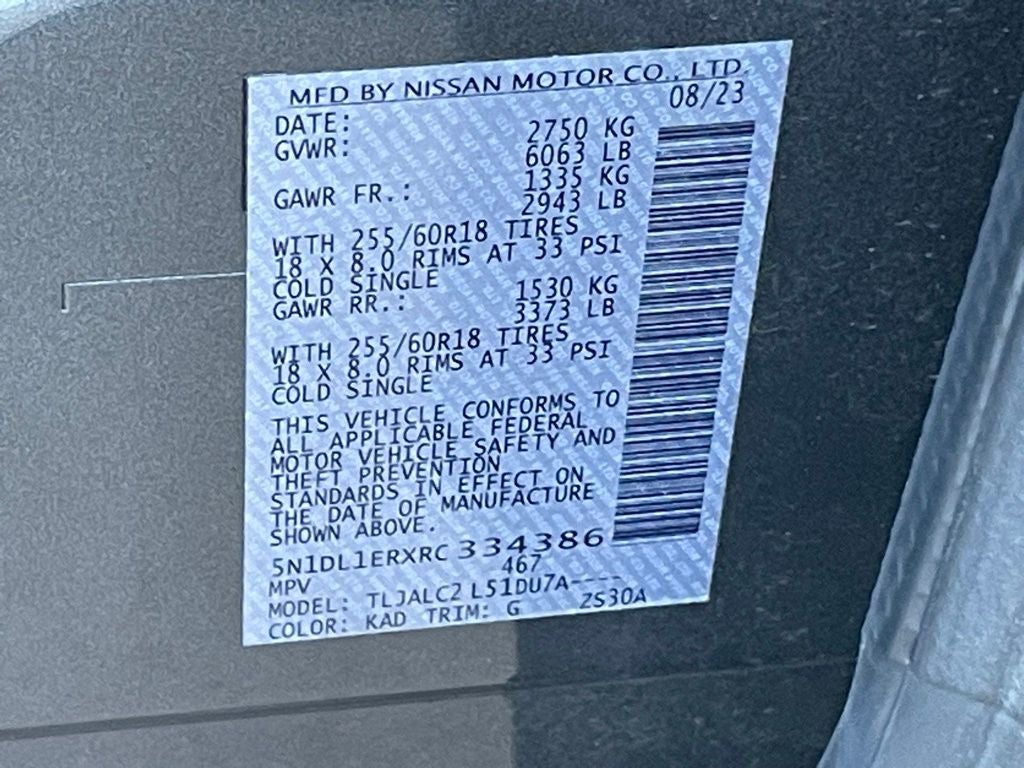 MFD BY NISSAN MOTOR CO., LTD.
DATE: 08/23
GVWR: 2750 KG
6063 LB
GAWR FR.: 1335 KG
2943 LB
WITH 255/60R18 TIRES
18 X 8.0 RIMS AT 33 PSI
COLD SINGLE
GAWR RR.: 1530 KG
3373 LB
WITH 255/60R18 TIRES
18 X 8.0 RIMS AT 33 PSI
COLD SINGLE
THIS VEHICLE CONFORMS TO
ALL APPLICABLE FEDERAL
MOTOR VEHICLE SAFETY AND
THEFT PREVENTION
STANDARDS IN EFFECT ON
THE DATE OF MANUFACTURE
SHOWN ABOVE.
5N1DL1ERXRC 334386
MPV 467
MODEL: TLJALC2 L51DU7A----
COLOR: KAD TRIM: G ZS30A